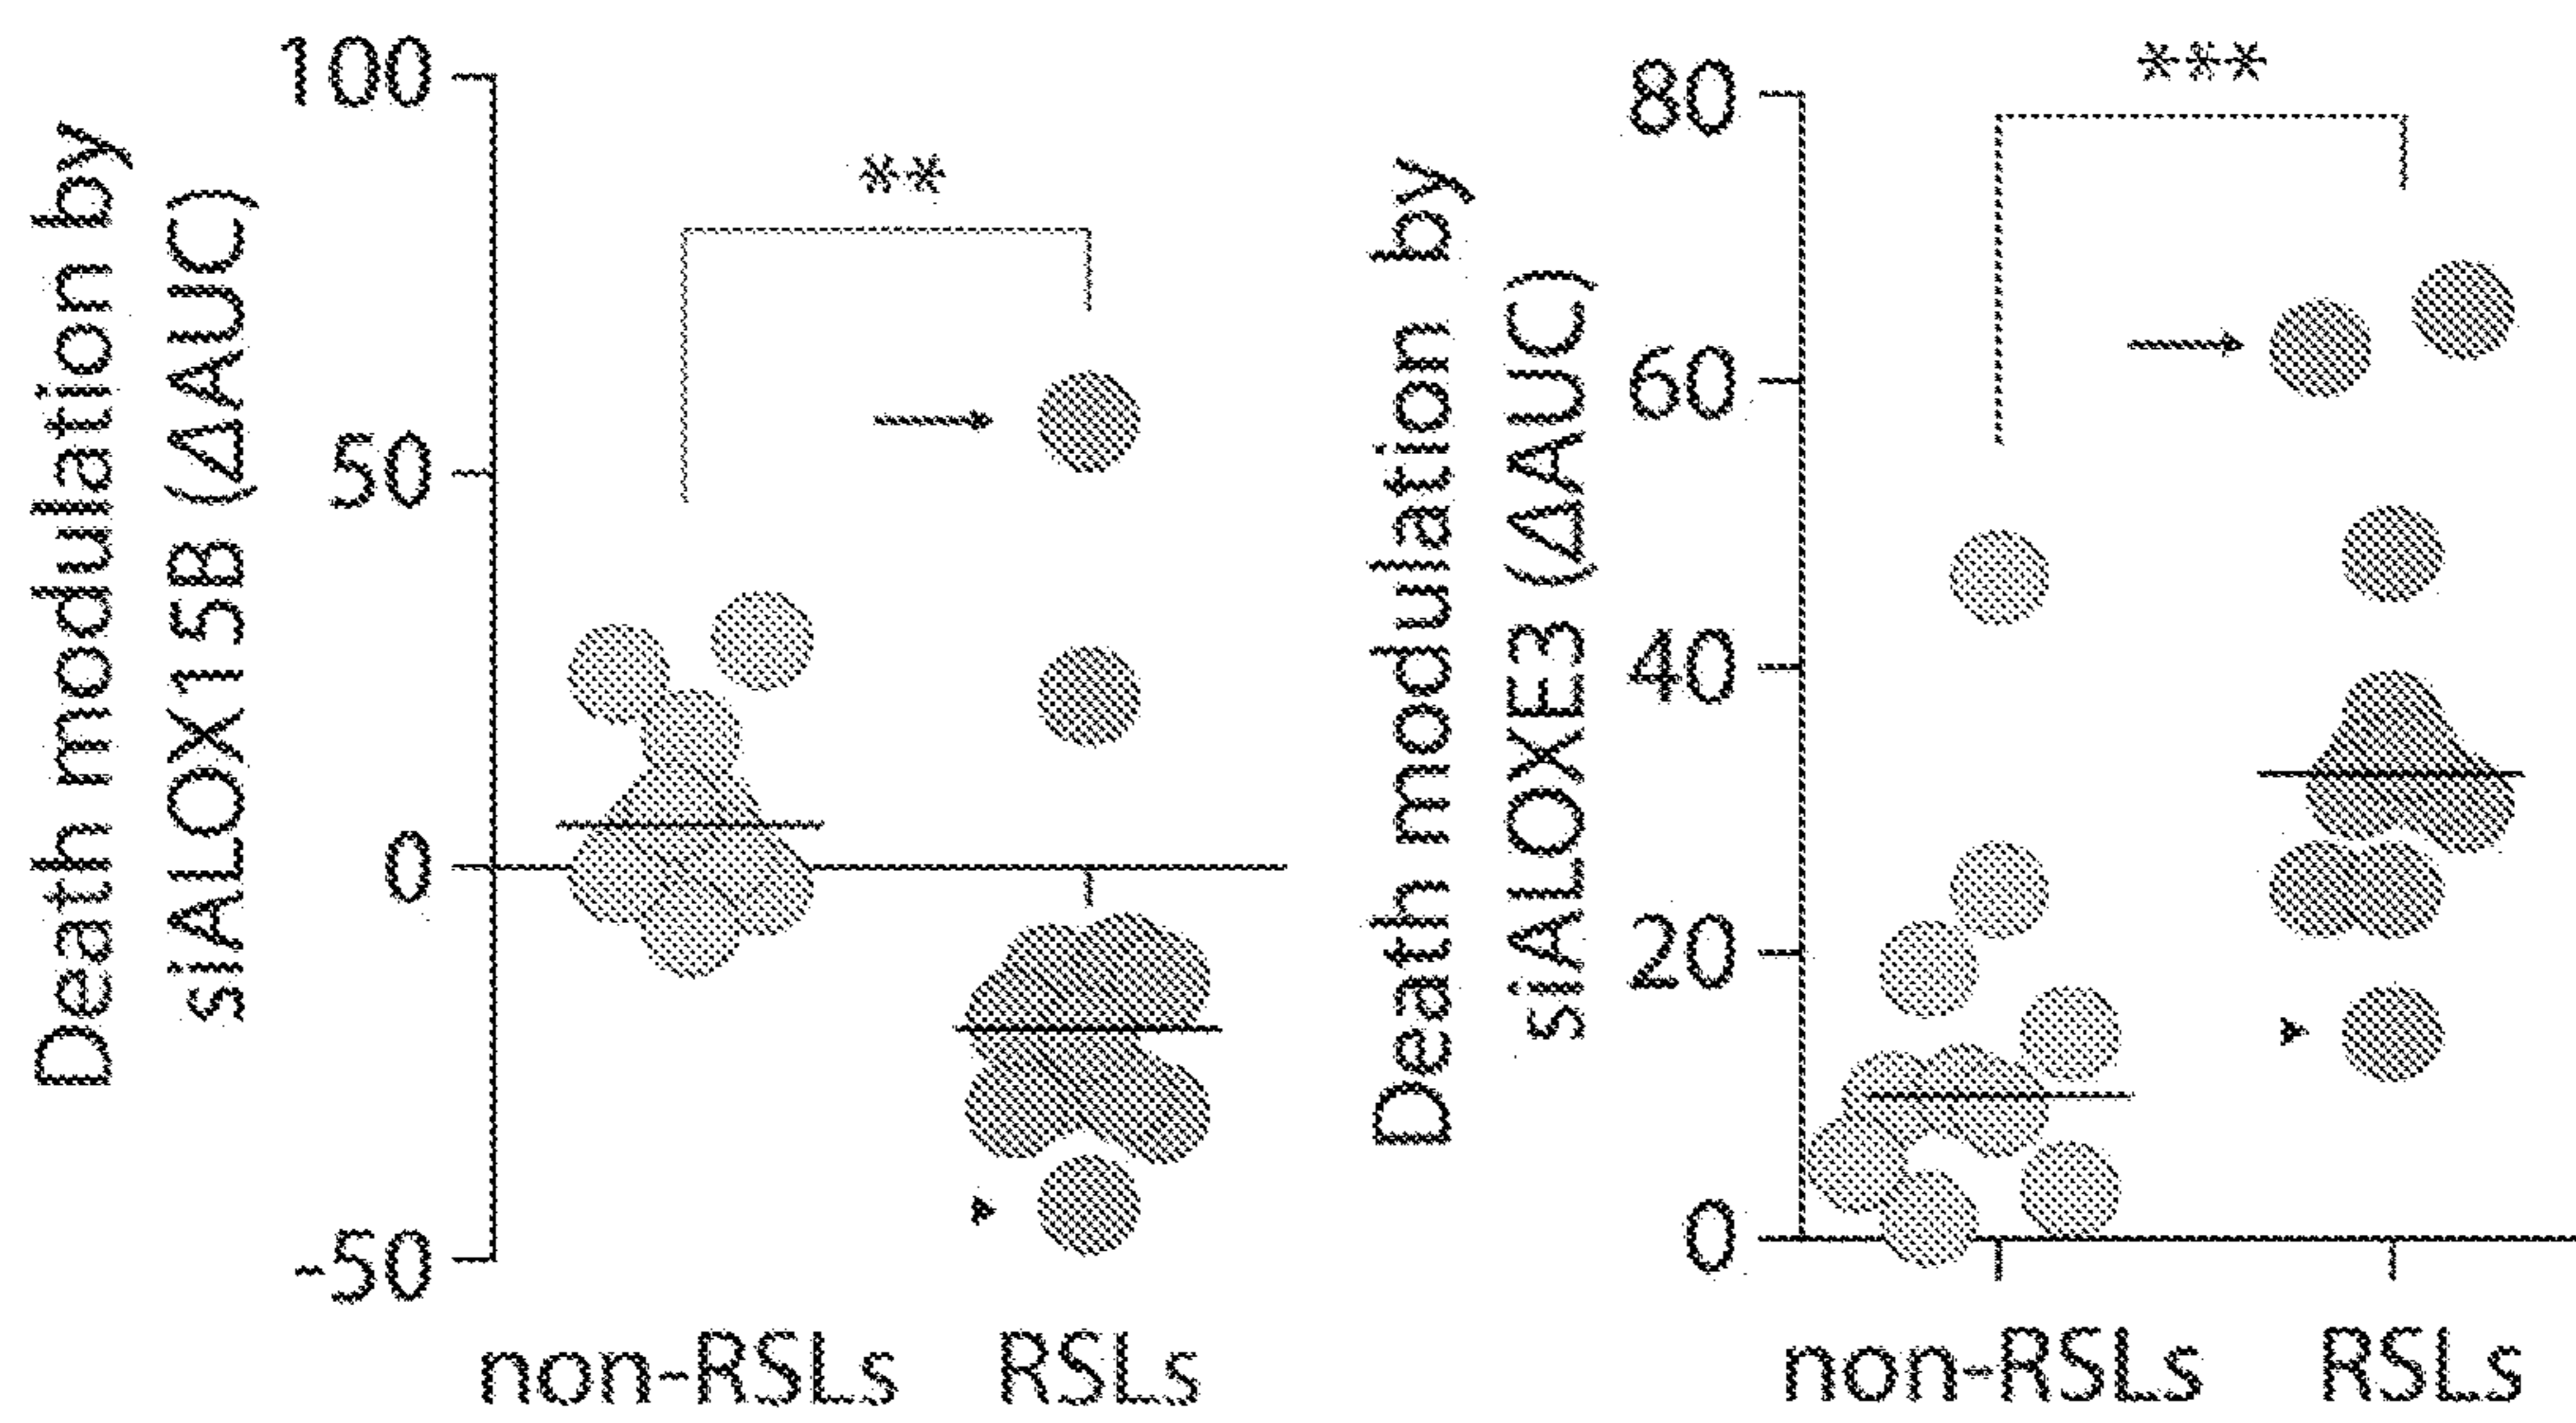 Death modulation by
siALOX15B (ΔAUC)
100
50
0
-50
**
non-RSLs
RSLs
Death modulation by
siALOXE3 (ΔAUC)
80
60
40
20
0
***
non-RSLs
RSLs